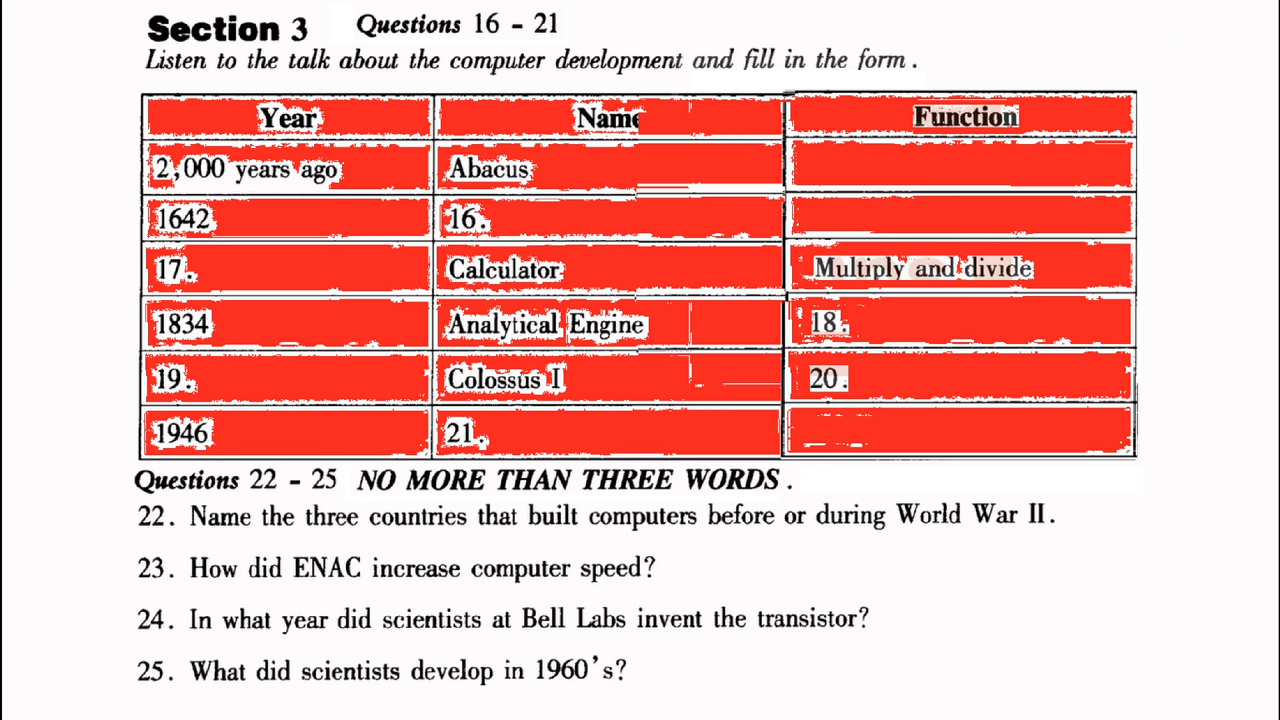 Section 3 Questions 16 - 21
Listen to the talk about the computer development and fill in the form.
Year Name Function
2,000 years ago Abacus
1642 16.
17. Calculator Multiply and divide
1834 Analytical Engine 18.
19. Colossus I 20.
1946 21.
Questions 22 - 25 NO MORE THAN THREE WORDS.
22. Name the three countries that built computers before or during World War II.
23. How did ENAC increase computer speed?
24. In what year did scientists at Bell Labs invent the transistor?
25. What did scientists develop in 1960's?